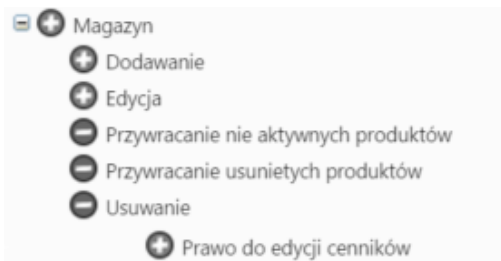 Magazyn
Dodawanie
Edycja
Przywracanie nie aktywnych produktów
Przywracanie usunietych produktów
Usuwanie
Prawo do edycji cenników